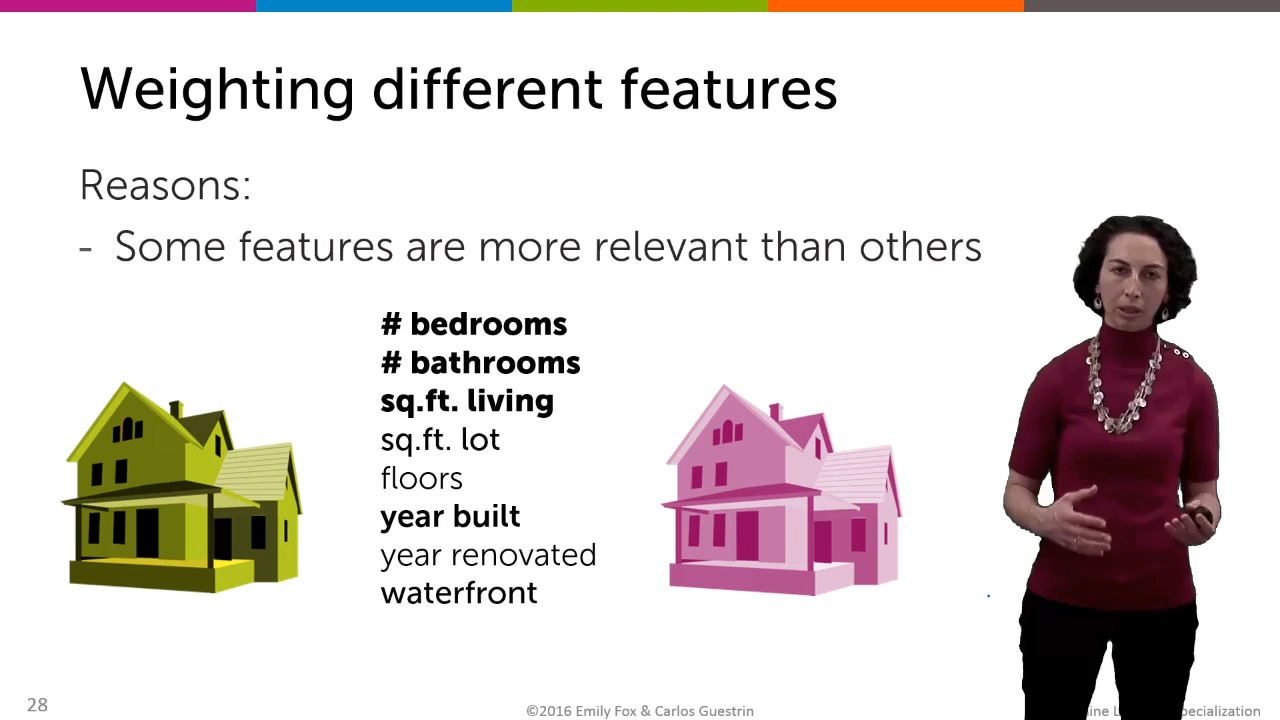 Weighting different features
Reasons:
- Some features are more relevant than others
# bedrooms
# bathrooms
sq.ft. living
sq.ft. lot
floors
year built
year renovated
waterfront
28
©2016 Emily Fox & Carlos Guestrin